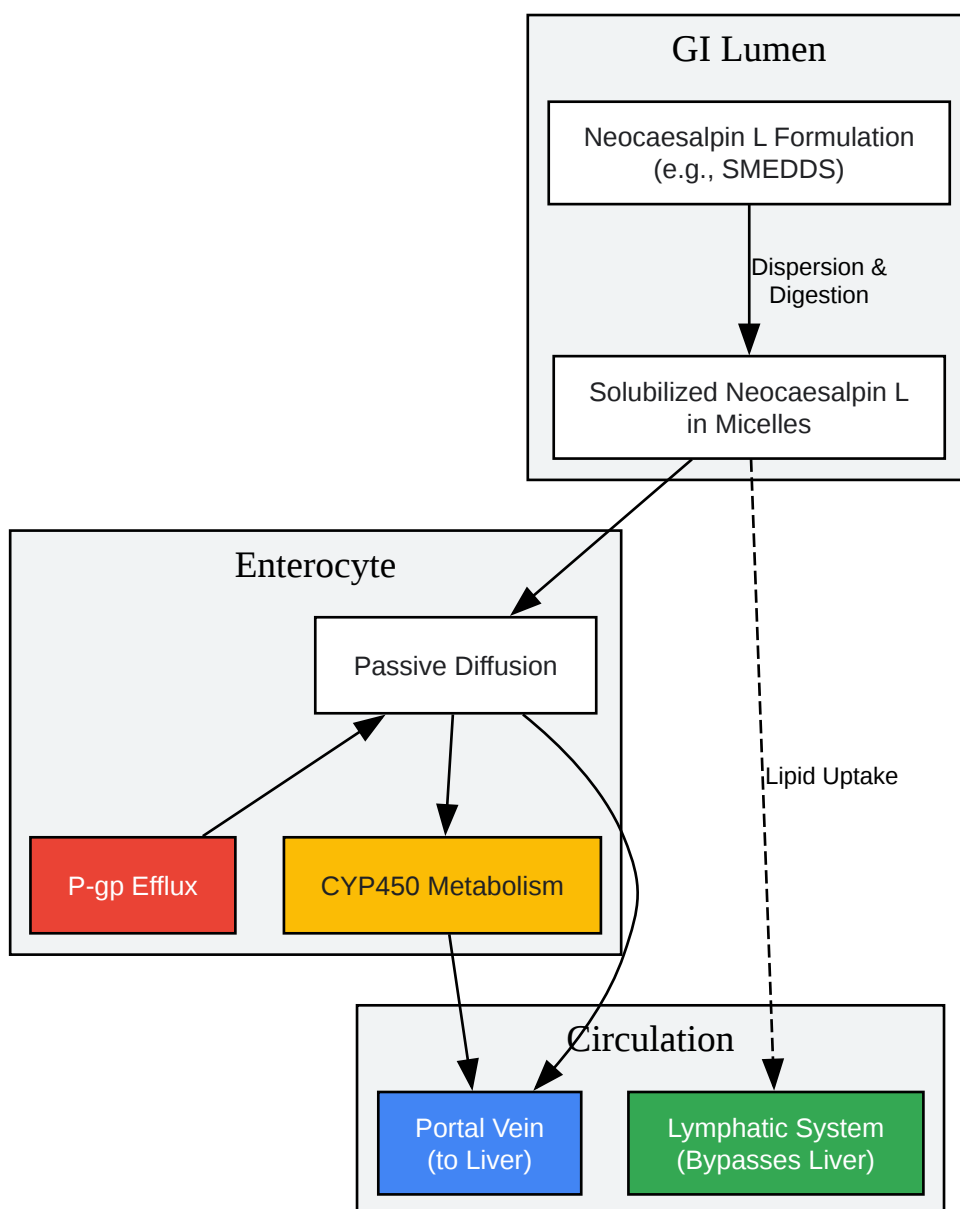 GI Lumen
Neocaesalpin L Formulation
(e.g., SMEDDS)
Dispersion &
Digestion
Solubilized Neocaesalpin L
in Micelles
Enterocyte
Passive Diffusion
Lipid Uptake
P-gp Efflux
CYP450 Metabolism
Circulation
Portal Vein
(to Liver)
Lymphatic System
(Bypasses Liver)